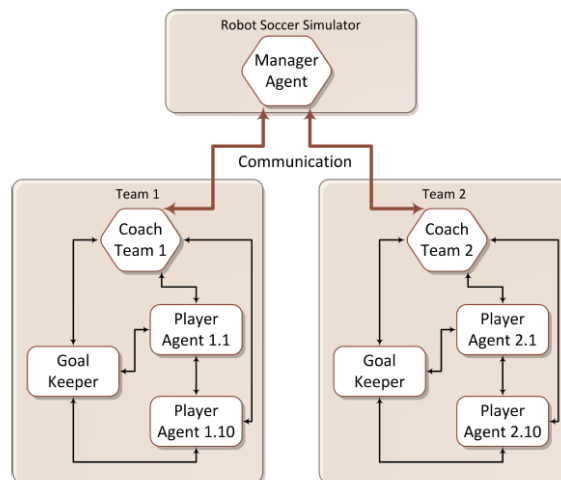 Robot Soccer Simulator
Manager
Agent
Communication
Team 1
Coach
Team 1
Player
Agent 1.1
Goal
Keeper
Player
Agent 1.10
Team 2
Coach
Team 2
Player
Agent 2.1
Goal
Keeper
Player
Agent 2.10